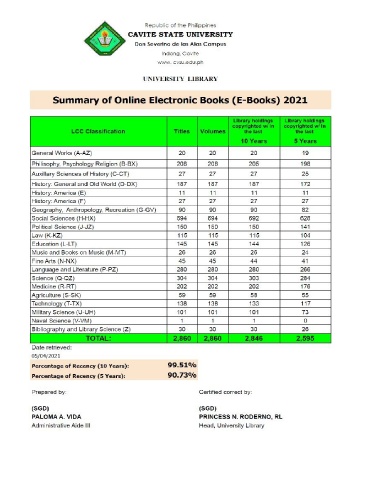 Republic of the Philippines
CAVITE STATE UNIVERSITY
Don Severino de las Alas Campus
Indang, Cavite
www.cvsu.edu.ph
UNIVERSITY LIBRARY
Summary of Online Electronic Books (E-Books) 2021
LCC Classification Titles Volumes Library holdings copyrighted w/in the last 10 Years Library holdings copyrighted w/in the last 5 Years
General Works (A-AZ) 20 20 20 19
Philosophy, Psychology Religion (B-BX) 208 208 205 198
Auxiliary Sciences of History (C-CT) 27 27 27 25
History: General and Old World (D-DX) 187 187 187 172
History: America (E) 11 11 11 11
History: America (F) 27 27 27 27
Geography, Anthropology, Recreation (G-GV) 90 90 90 82
Social Sciences (H-HX) 694 694 692 628
Political Science (J-JZ) 150 150 150 141
Law (K-KZ) 115 115 115 104
Education (L-LT) 145 145 144 126
Music and Books on Music (M-MT) 26 26 26 24
Fine Arts (N-NX) 45 45 44 41
Language and Literature (P-PZ) 280 280 280 266
Science (Q-QZ) 304 304 303 284
Medicine (R-RT) 202 202 202 178
Agriculture (S-SK) 59 59 58 55
Technology (T-TX) 138 138 133 117
Military Science (U-UH) 101 101 101 73
Naval Science (V-VM) 1 1 1 0
Bibliography and Library Science (Z) 30 30 30 26
TOTAL: 2,860 2,860 2,846 2,595
Date retrieved:
05/04/2021
Percentage of Recency (10 Years): 99.51%
Percentage of Recency (5 Years): 90.73%
Prepared by: Certified correct by:
(SGD) (SGD)
PALOMA A. VIDA PRINCESS N. RODERNO, RL
Administrative Aide III Head, University Library